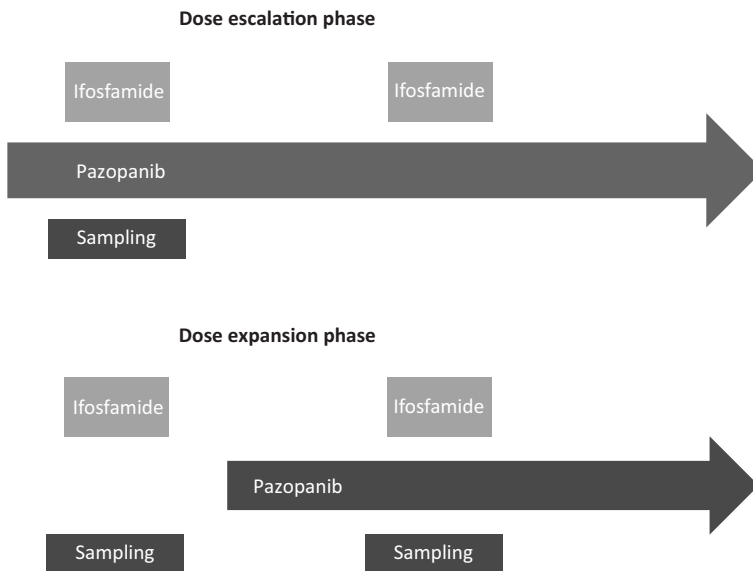 Dose escalation phase
Ifosfamide Ifosfamide
Pazopanib
Sampling
Dose expansion phase
Ifosfamide Ifosfamide
Pazopanib
Sampling Sampling